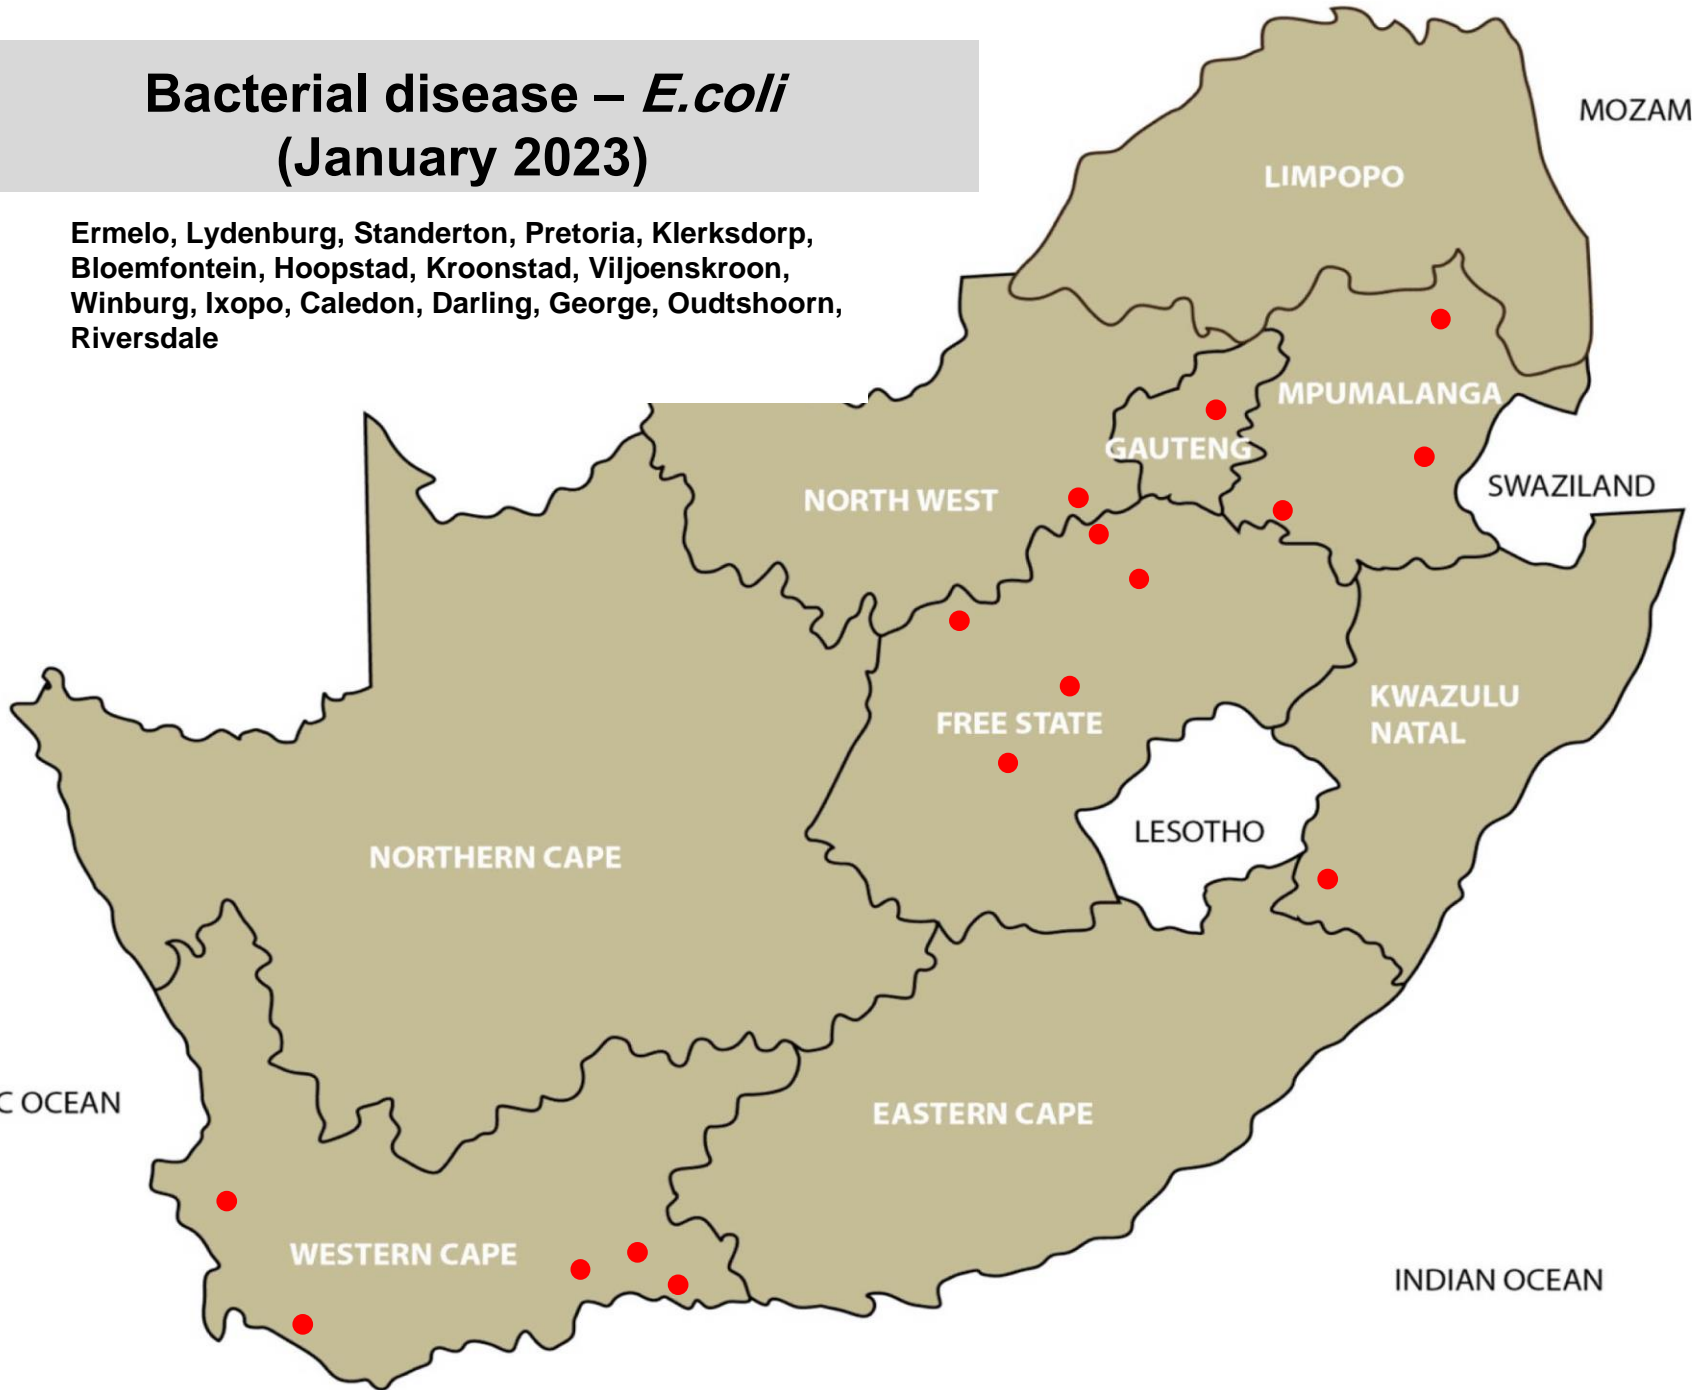 Bacterial disease – E.coli
(January 2023)
Ermelo, Lydenburg, Standerton, Pretoria, Klerksdorp,
Bloemfontein, Hoopstad, Kroonstad, Viljoenskroon,
Winburg, Ixopo, Caledon, Darling, George, Oudtshoorn,
Riversdale
MOZAM
LIMPOPO
MPUMALANGA
GAUTENG
SWAZILAND
NORTH WEST
KWAZULU
NATAL
FREE STATE
LESOTHO
NORTHERN CAPE
C OCEAN
EASTERN CAPE
WESTERN CAPE
INDIAN OCEAN